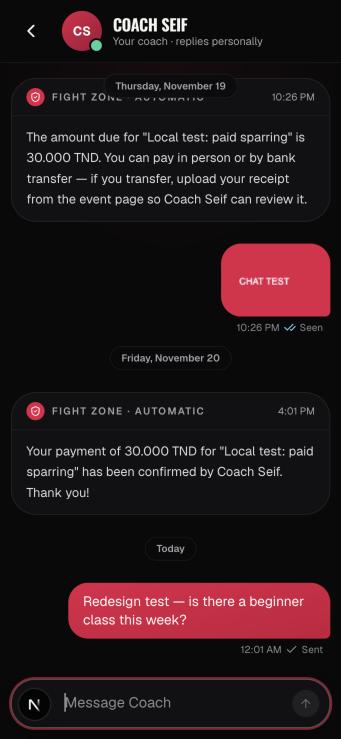 CS
COACH SEIF
Your coach · replies personally
Thursday, November 19
FIGHT ZONE · AUTOMATIC
10:26 PM
The amount due for "Local test: paid sparring" is
30.000 TND. You can pay in person or by bank
transfer — if you transfer, upload your receipt
from the event page so Coach Seif can review it.
CHAT TEST
10:26 PM Seen
Friday, November 20
FIGHT ZONE · AUTOMATIC
4:01 PM
Your payment of 30.000 TND for "Local test: paid
sparring" has been confirmed by Coach Seif.
Thank you!
Today
Redesign test — is there a beginner
class this week?
12:01 AM Sent
N
Message Coach